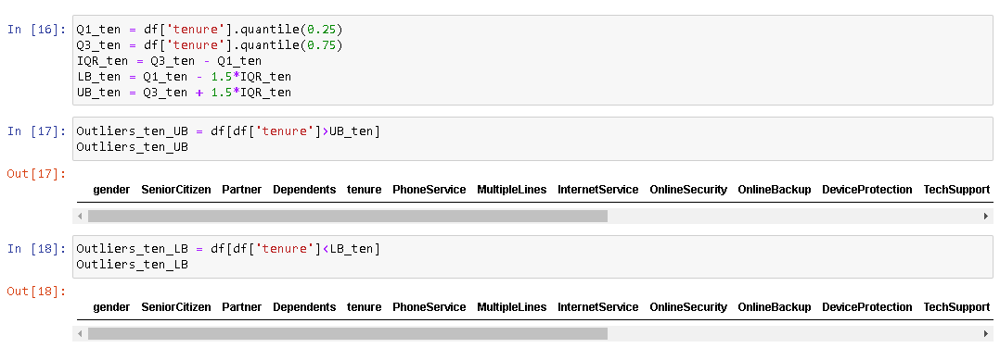 In [16]: Q1_ten = df['tenure'].quantile(0.25)
Q3_ten = df['tenure'].quantile(0.75)
IQR_ten = Q3_ten - Q1_ten
LB_ten = Q1_ten - 1.5*IQR_ten
UB_ten = Q3_ten + 1.5*IQR_ten
In [17]: Outliers_ten_UB = df[df['tenure']>UB_ten]
Outliers_ten_UB
Out[17]:
gender SeniorCitizen Partner Dependents tenure PhoneService MultipleLines InternetService OnlineSecurity OnlineBackup DeviceProtection TechSupport
In [18]: Outliers_ten_LB = df[df['tenure']<LB_ten]
Outliers_ten_LB
Out[18]:
gender SeniorCitizen Partner Dependents tenure PhoneService MultipleLines InternetService OnlineSecurity OnlineBackup DeviceProtection TechSupport